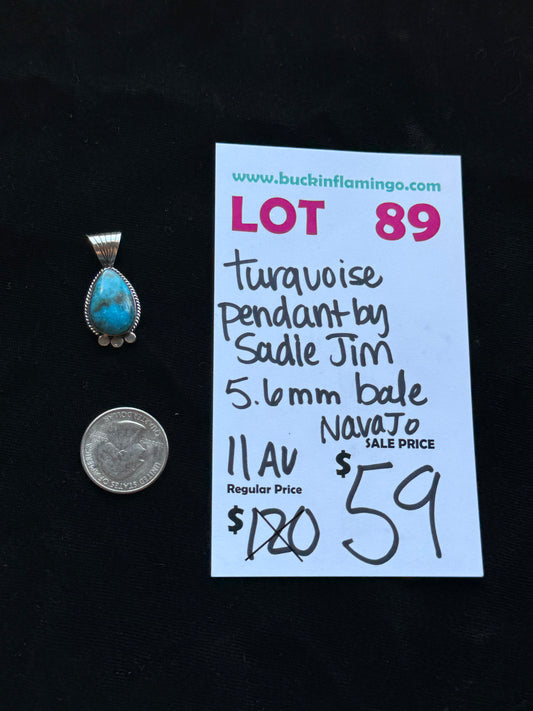 www.buckinflamingo.com
LOT 89
turquoise
pendant by
Sadie Jim
5.6mm bale
Navajo
SALE PRICE
11 AU
$59
Regular Price
$120